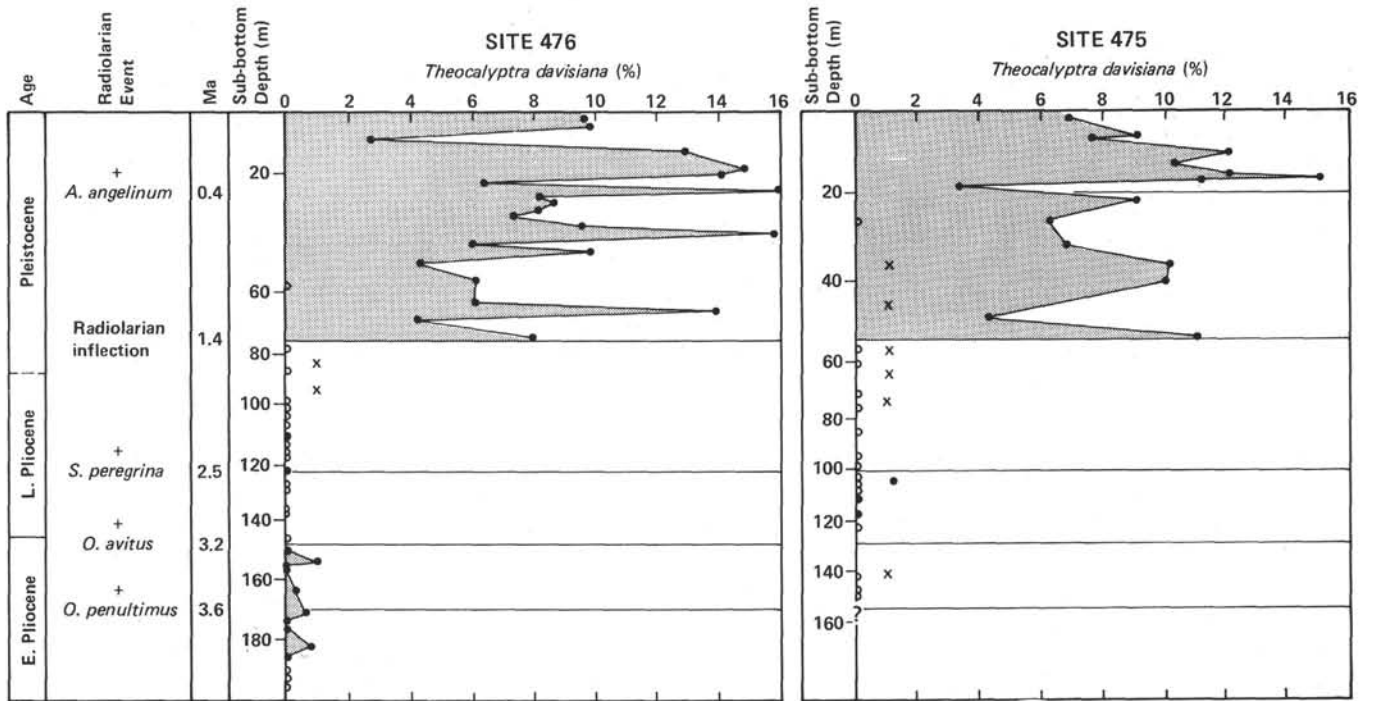 Age
Radiolarian Event
Ma
Sub-bottom Depth (m)
SITE 476
Theocalyptra davisiana (%)
0 2 4 6 8 10 12 14 16
Sub-bottom Depth (m)
SITE 475
Theocalyptra davisiana (%)
0 2 4 6 8 10 12 14 16
Pleistocene
L. Pliocene
E. Pliocene
+
A. angelinum 0.4
Radiolarian
inflection 1.4
+
S. peregrina 2.5
+
O. avitus 3.2
+
O. penultimus 3.6
20
60
80
100
120
140
160
180
x
x
20
40
60
80
100
120
140
160
x
x
x
x
x
x
?